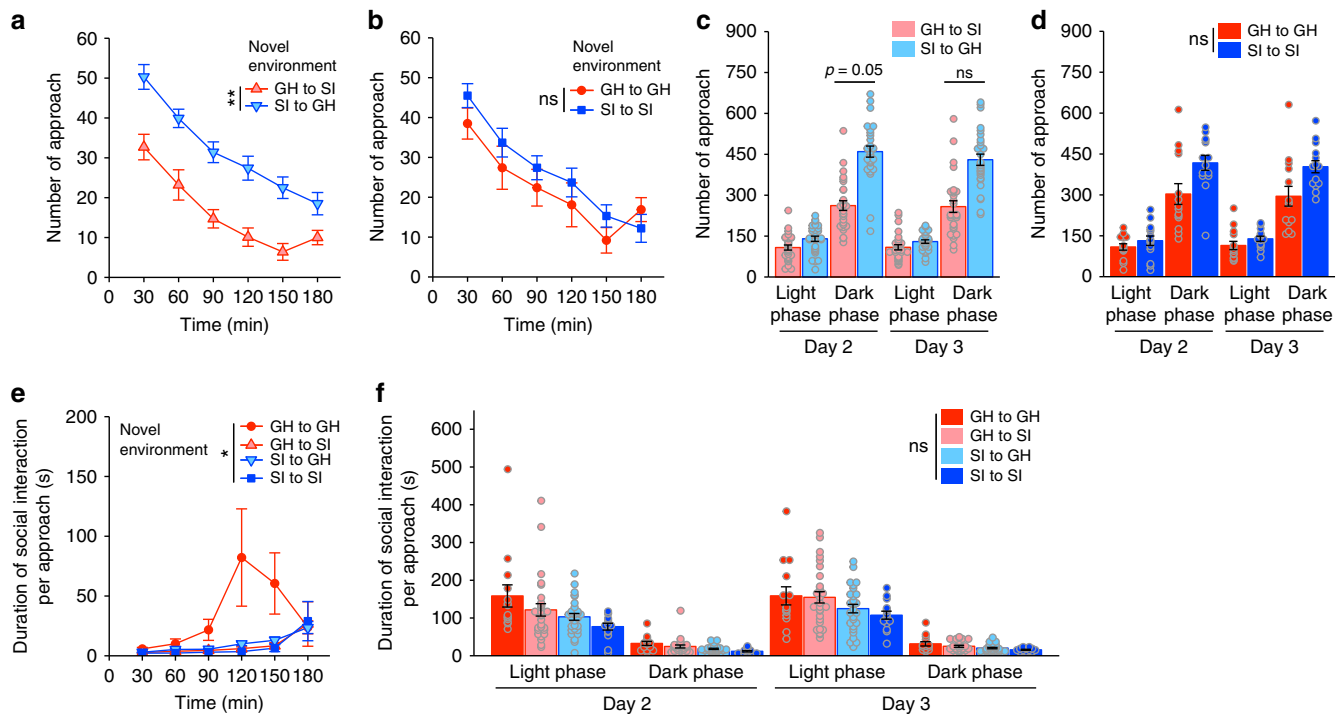 a
Number of approach
60
50
40
30
20
10
0
0 30 60 90 120 150 180
Time (min)
Novel
environment
**
GH to SI
SI to GH
b
Number of approach
60
50
40
30
20
10
0
0 30 60 90 120 150 180
Time (min)
Novel
environment
ns
GH to GH
SI to SI
c
Number of approach
900
750
600
450
300
150
0
GH to SI
SI to GH
p = 0.05
ns
Light phase
Dark phase
Light phase
Dark phase
Day 2
Day 3
d
Number of approach
900
750
600
450
300
150
0
ns
GH to GH
SI to SI
Light phase
Dark phase
Light phase
Dark phase
Day 2
Day 3
e
Duration of social interaction
per approach (s)
200
150
100
50
0
0 30 60 90 120 150 180
Time (min)
Novel
environment
*
GH to GH
GH to SI
SI to GH
SI to SI
f
Duration of social interaction
per approach (s)
600
500
400
300
200
100
0
ns
GH to GH
GH to SI
SI to GH
SI to SI
Light phase
Dark phase
Light phase
Dark phase
Day 2
Day 3